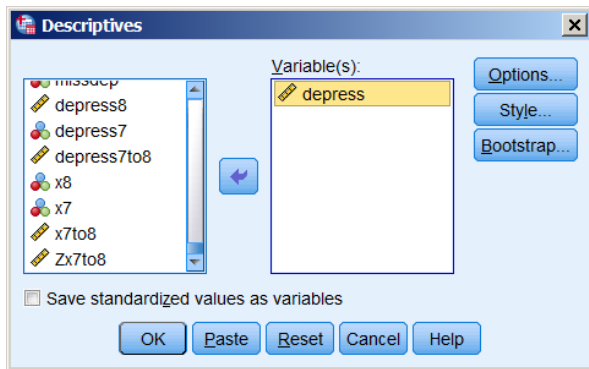 Descriptives
missdep
depress8
depress7
depress7to8
x8
x7
x7to8
Zx7to8
Variable(s):
depress
Options...
Style...
Bootstrap...
Save standardized values as variables
OK Paste Reset Cancel Help